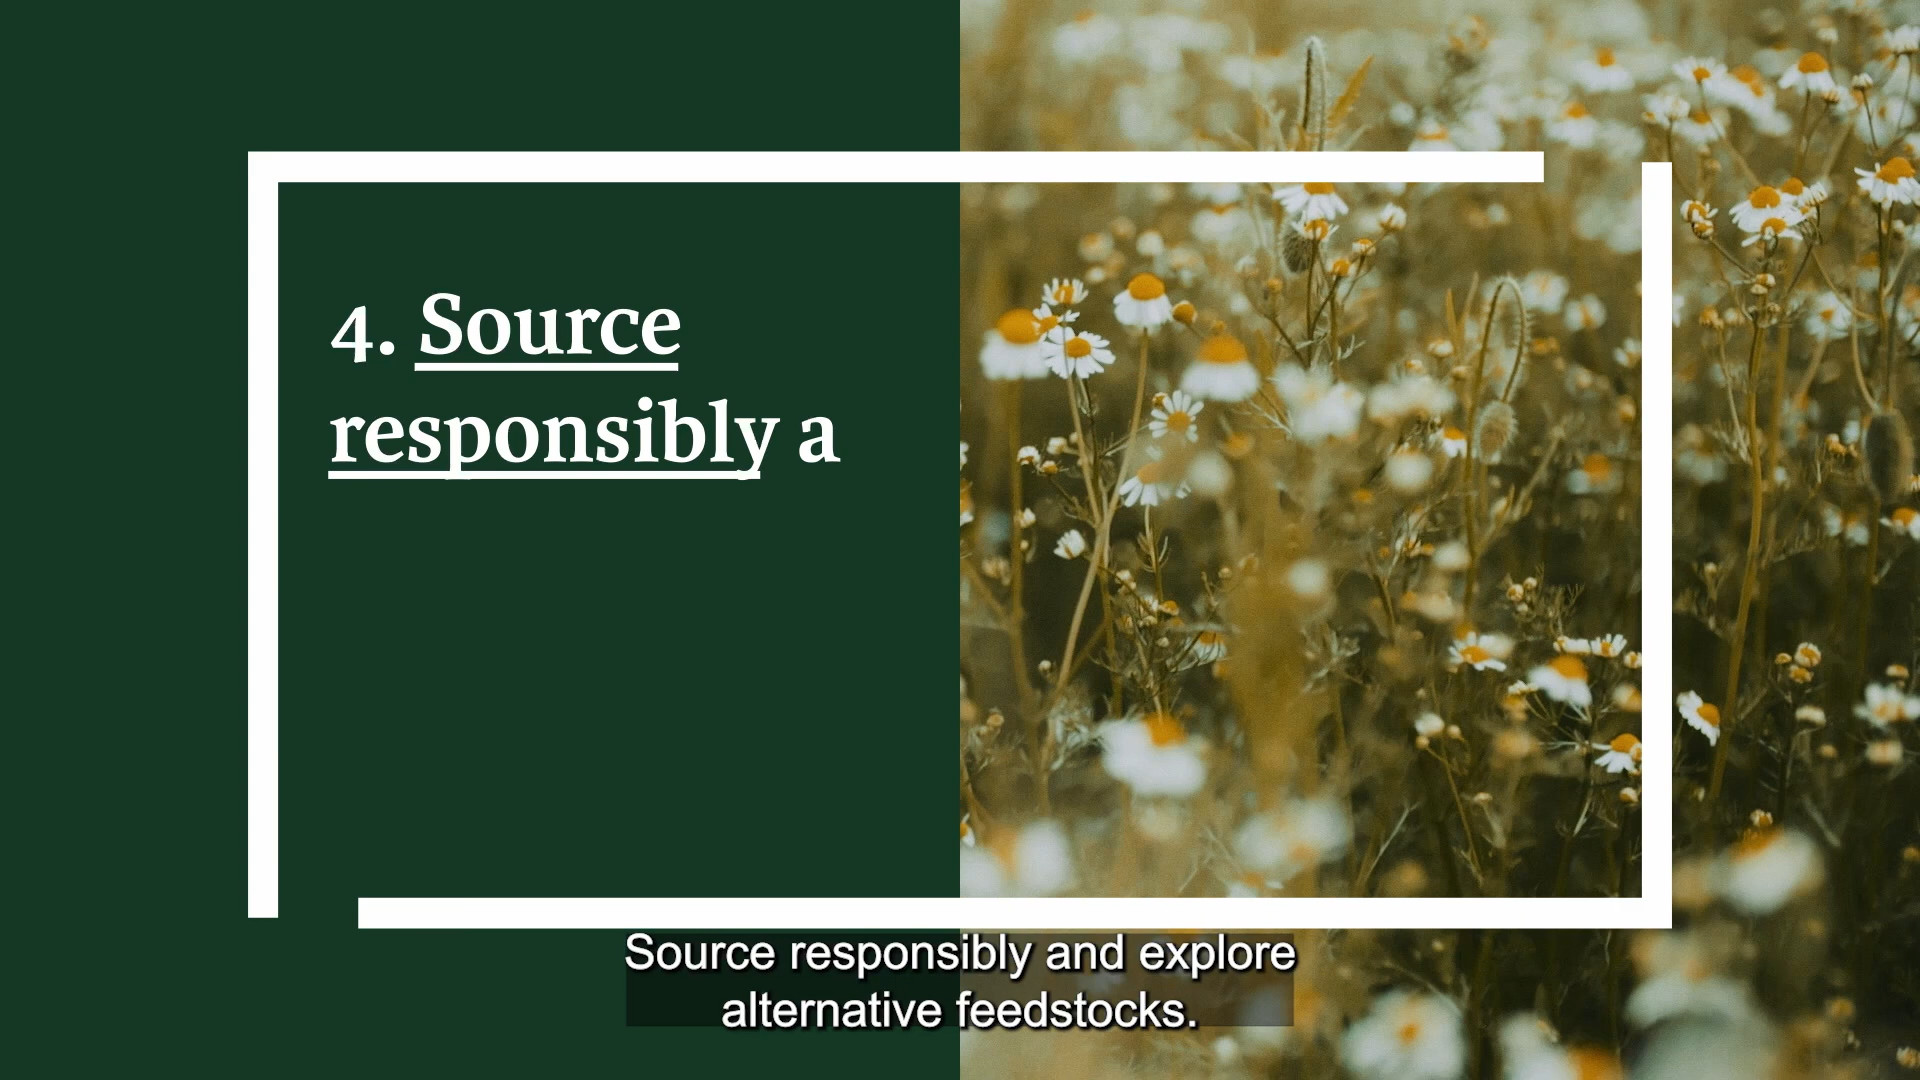 4. Source
responsibly a
Source responsibly and explore
alternative feedstocks.